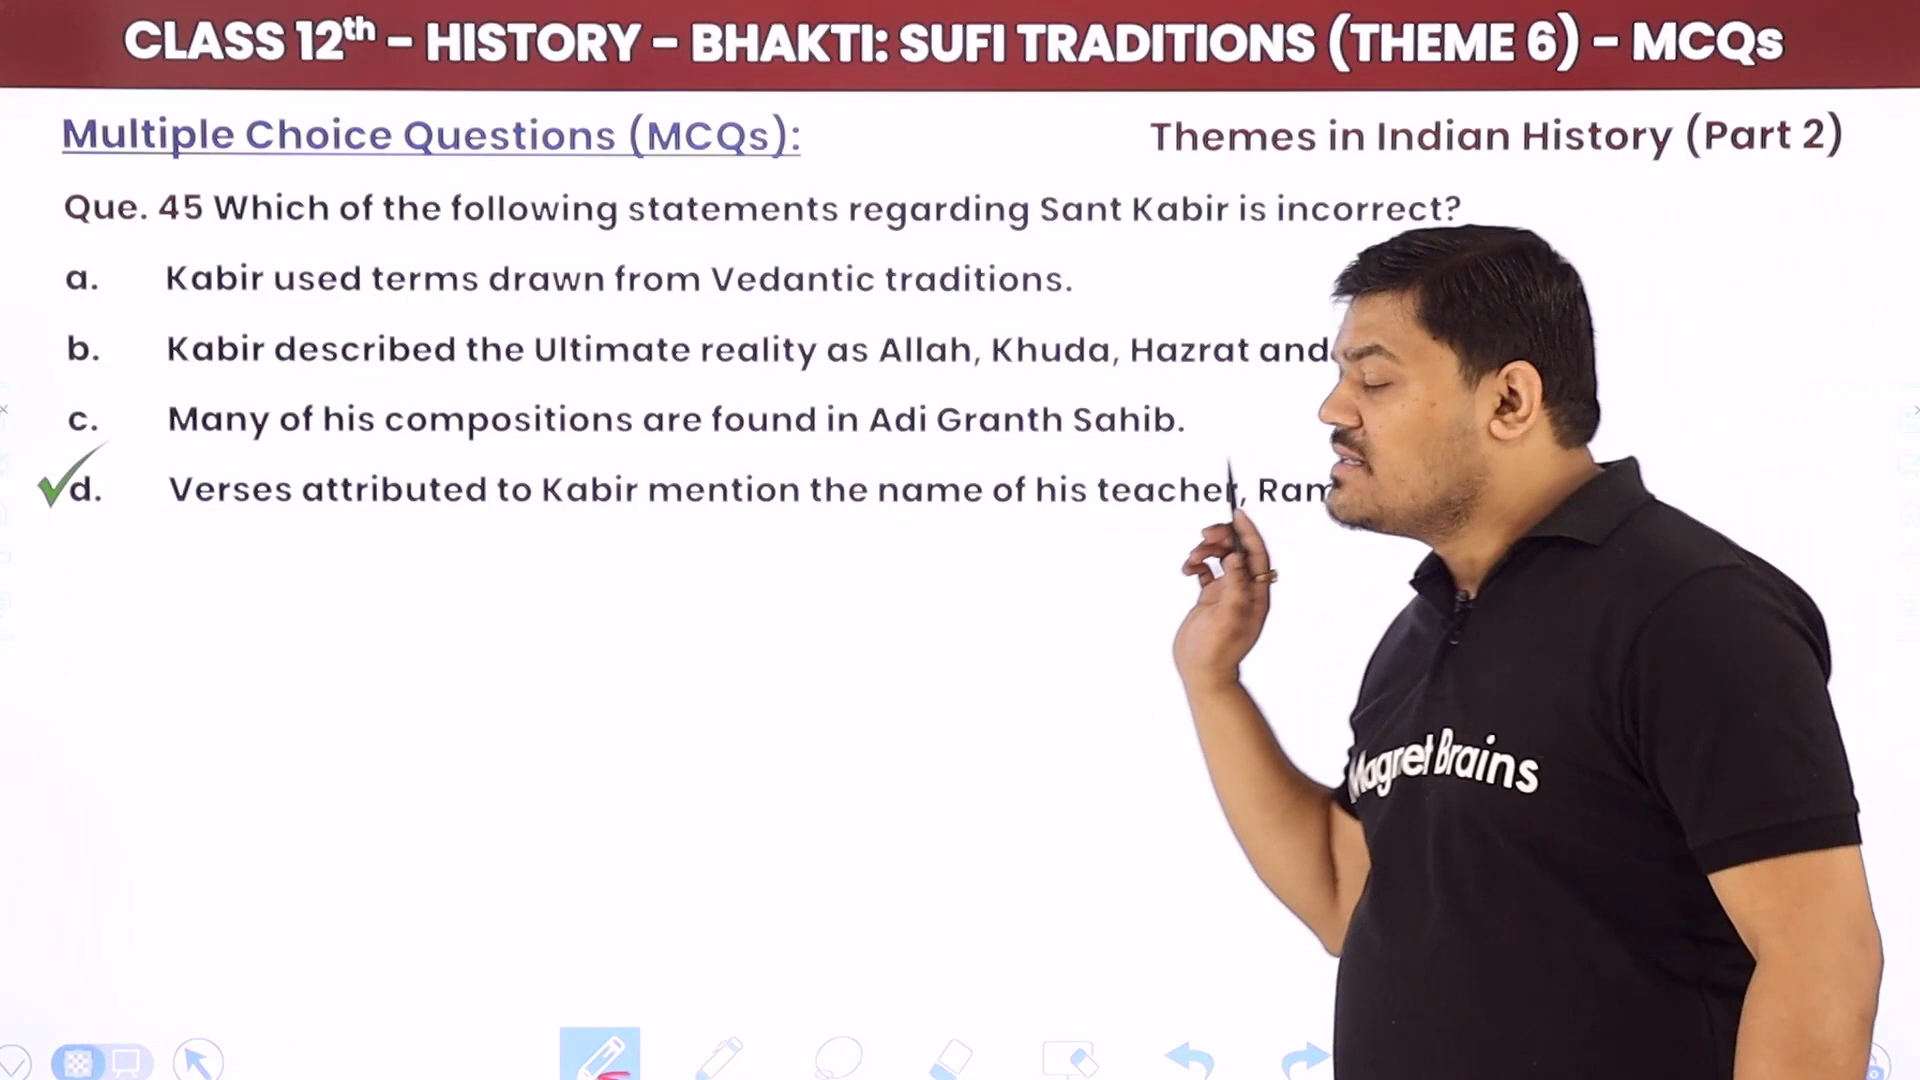 CLASS 12th – HISTORY – BHAKTI: SUFI TRADITIONS (THEME 6) – MCQs
Multiple Choice Questions (MCQs):
Themes in Indian History (Part 2)
Que. 45 Which of the following statements regarding Sant Kabir is incorrect?
a. Kabir used terms drawn from Vedantic traditions.
b. Kabir described the Ultimate reality as Allah, Khuda, Hazrat and
c. Many of his compositions are found in Adi Granth Sahib.
d. Verses attributed to Kabir mention the name of his teacher,
Magnet Brains